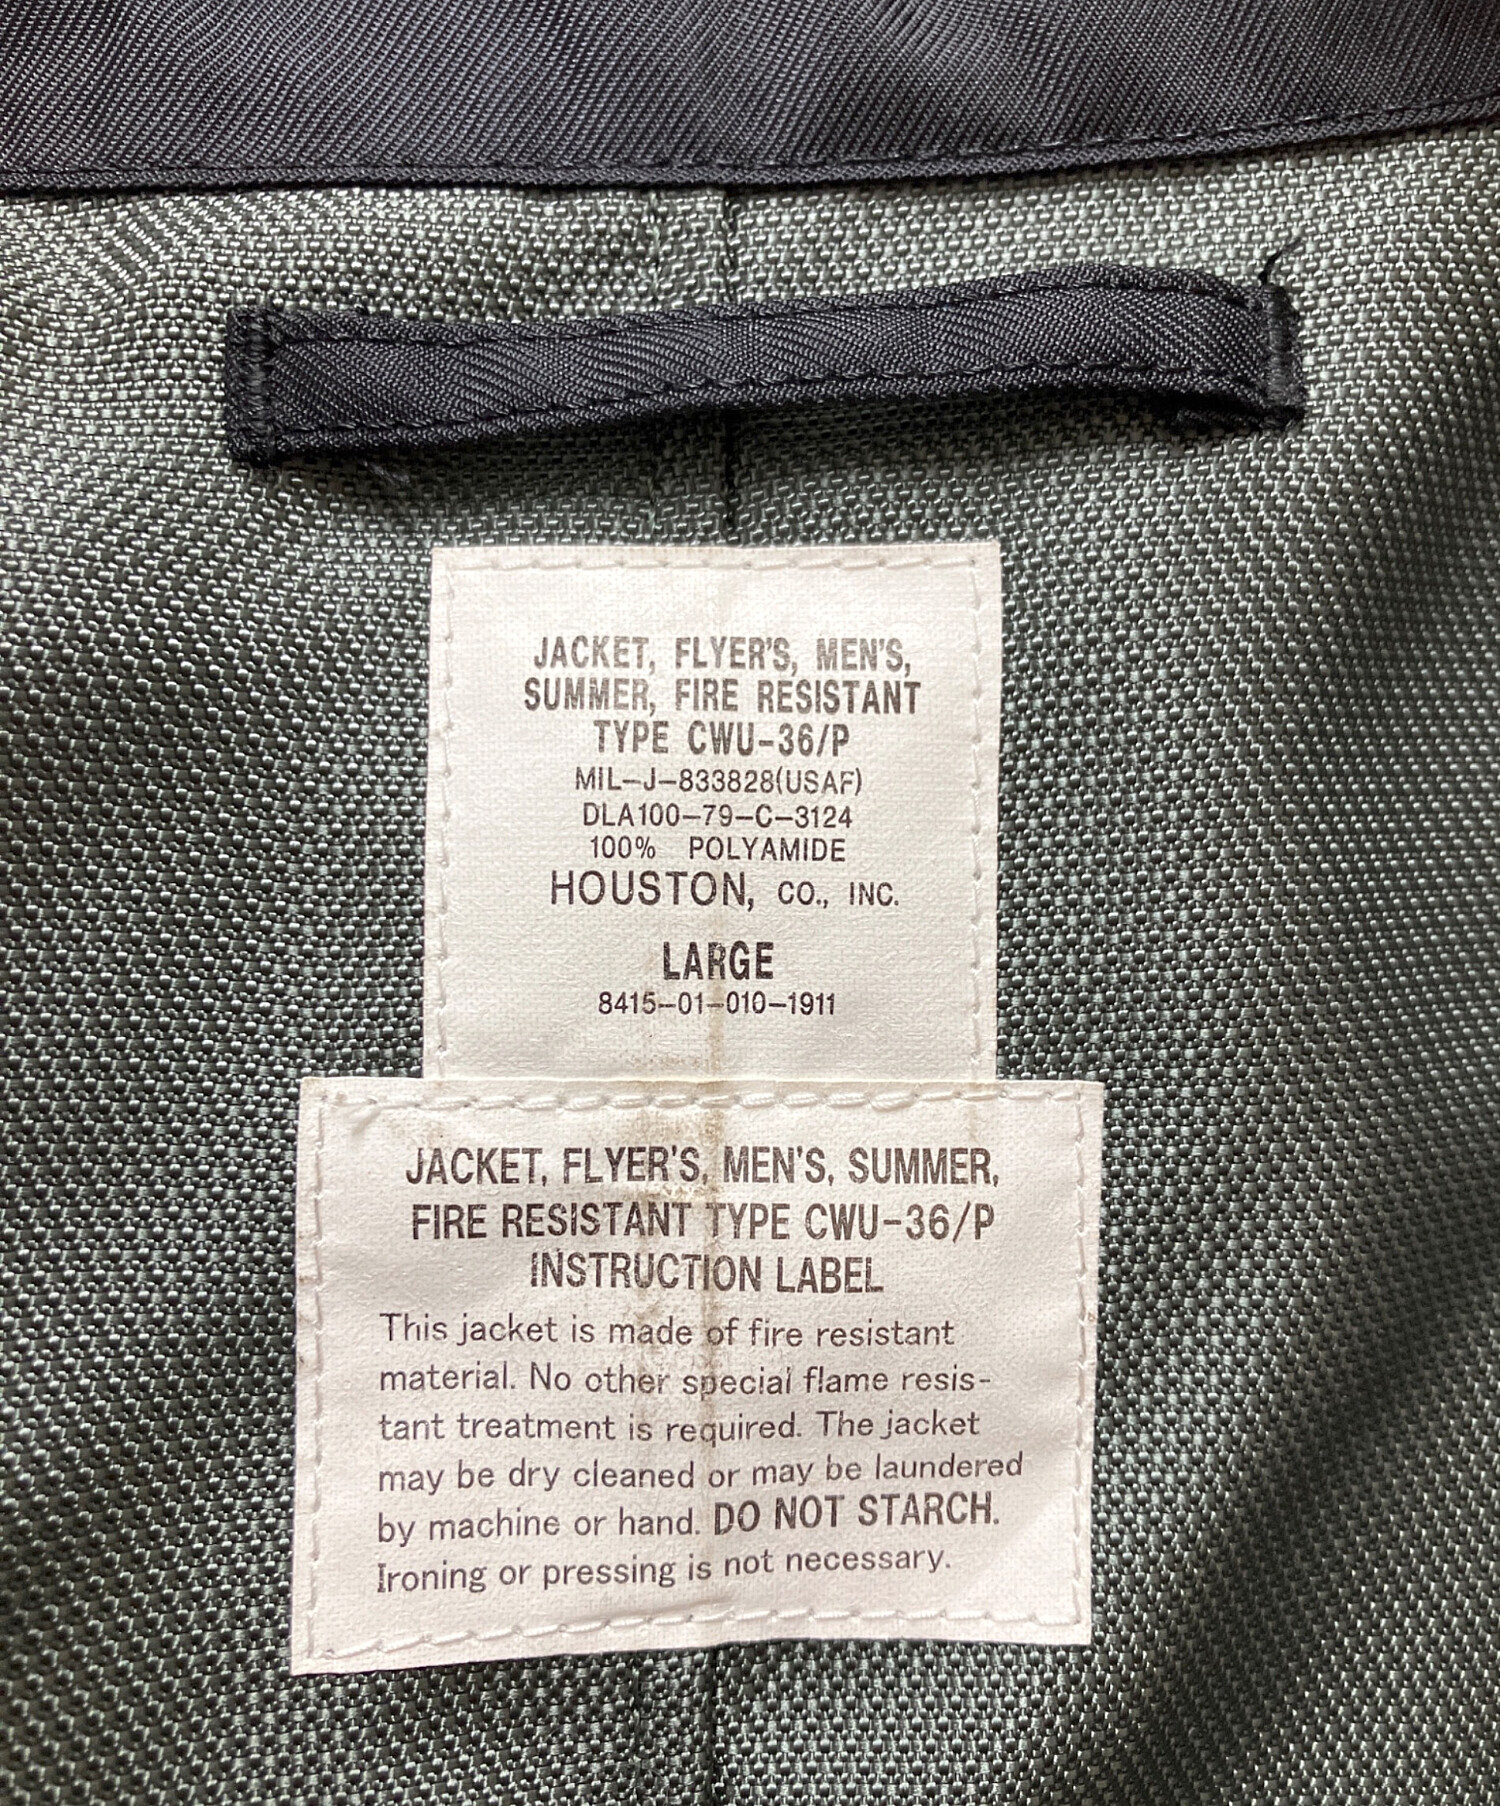 JACKET, FLYER'S, MEN'S,
SUMMER, FIRE RESISTANT
TYPE CWU-36/P
MIL-J-833828(USAF)
DLA100-79-C-3124
100% POLYAMIDE
HOUSTON, CO., INC.
LARGE
8415-01-010-1911
JACKET, FLYER'S, MEN'S, SUMMER,
FIRE RESISTANT TYPE CWU-36/P
INSTRUCTION LABEL
This jacket is made of fire resistant
material. No other special flame resis-
tant treatment is required. The jacket
may be dry cleaned or may be laundered
by machine or hand. DO NOT STARCH.
Ironing or pressing is not necessary.